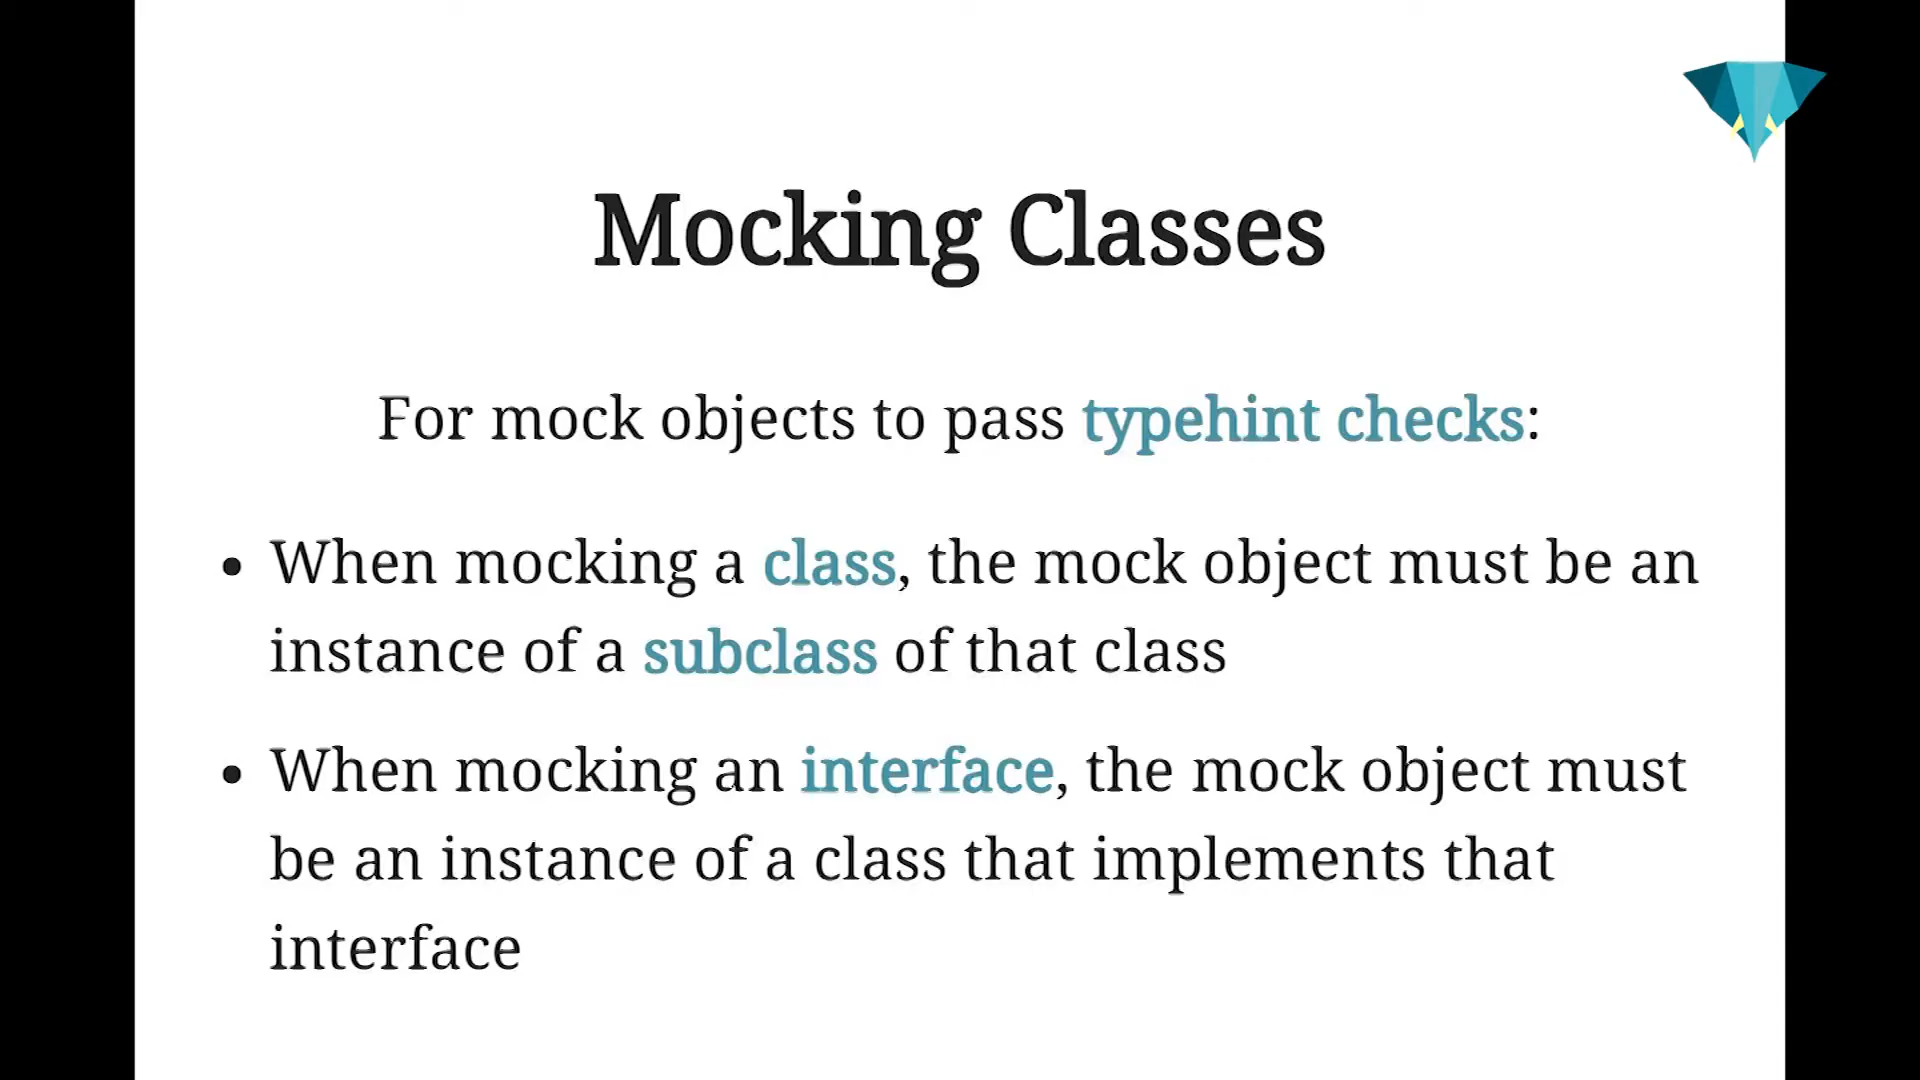 Mocking Classes
For mock objects to pass typehint checks:
• When mocking a class, the mock object must be an
instance of a subclass of that class
• When mocking an interface, the mock object must
be an instance of a class that implements that
interface